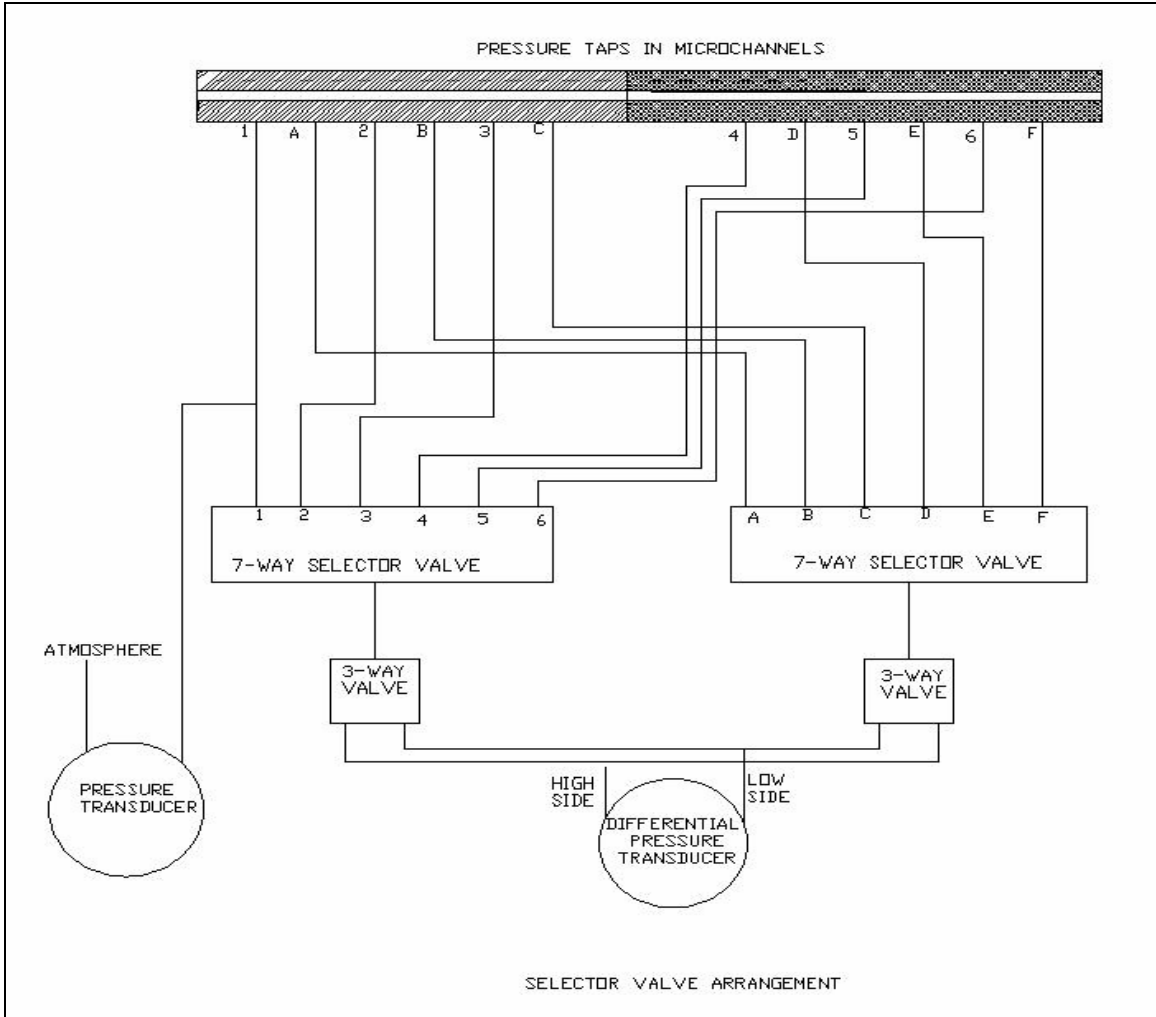 PRESSURE TAPS IN MICROCHANNELS
1 A 2 B 3 C 4 D 5 E 6 F
1 2 3 4 5 6
A B C D E F
7-WAY SELECTOR VALVE
7-WAY SELECTOR VALVE
ATMOSPHERE
3-WAY
VALVE
3-WAY
VALVE
PRESSURE
TRANSDUCER
HIGH
SIDE
LOW
SIDE
DIFFERENTIAL
PRESSURE
TRANSDUCER
SELECTOR VALVE ARRANGEMENT